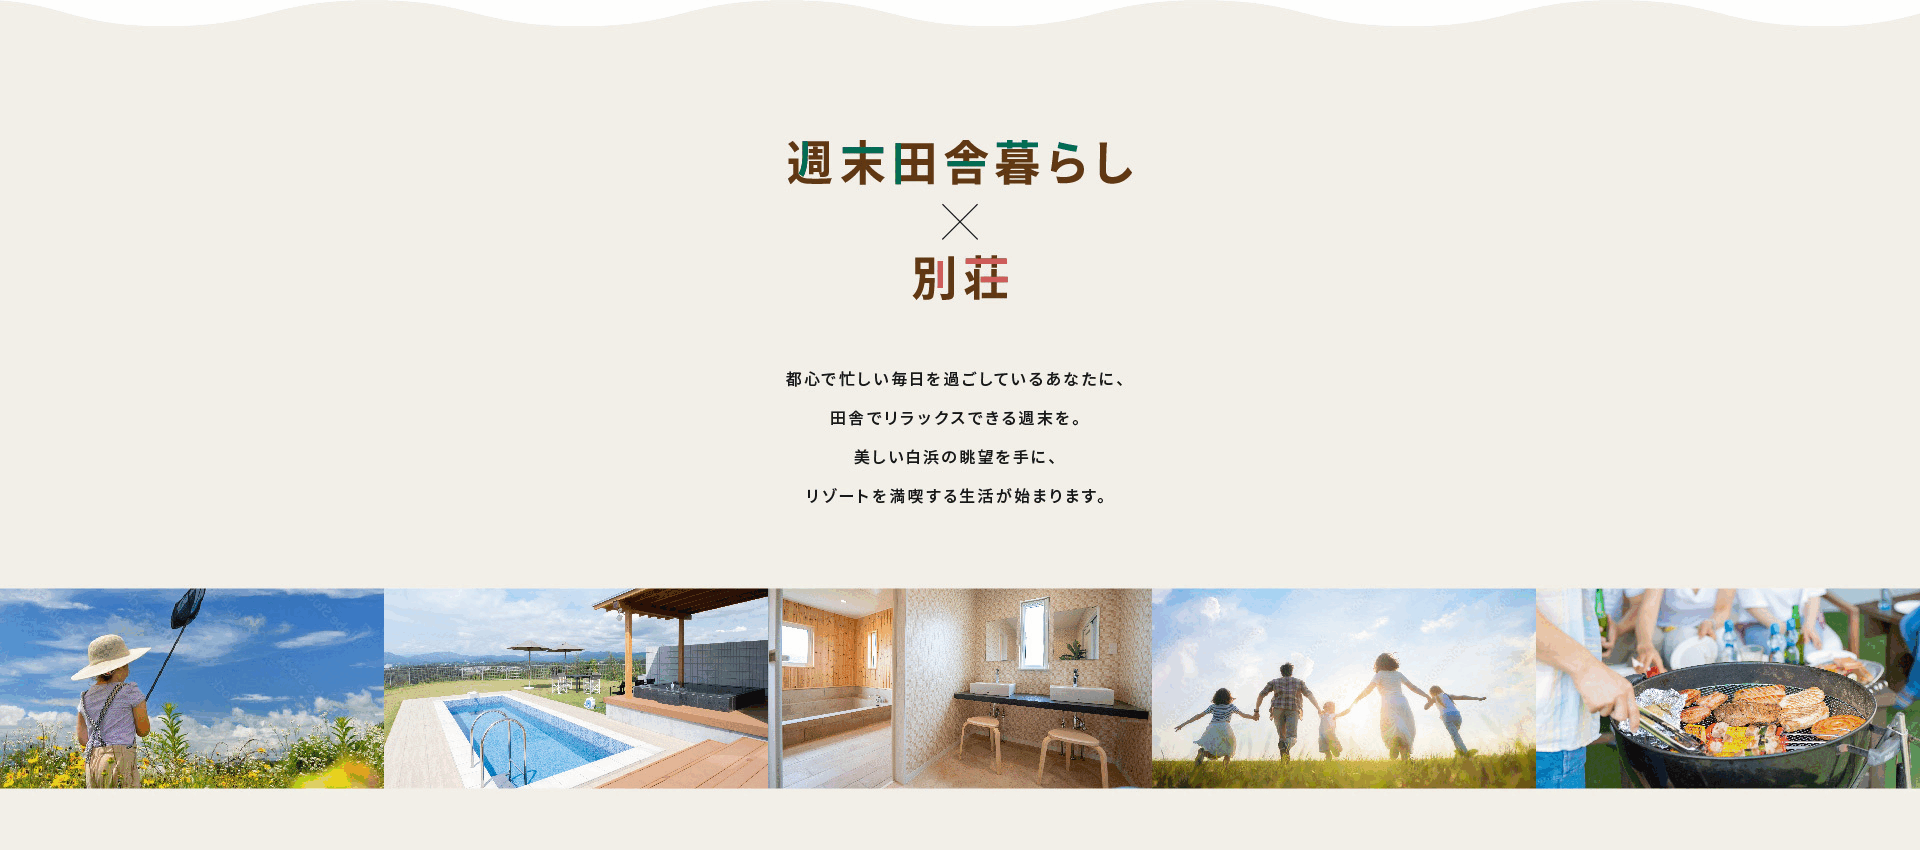 週末田舎暮らし
×
別荘
都心で忙しい毎日を過ごしているあなたに、
田舎でリラックスできる週末を。
美しい白浜の眺望を手に、
リゾートを満喫する生活が始まります。